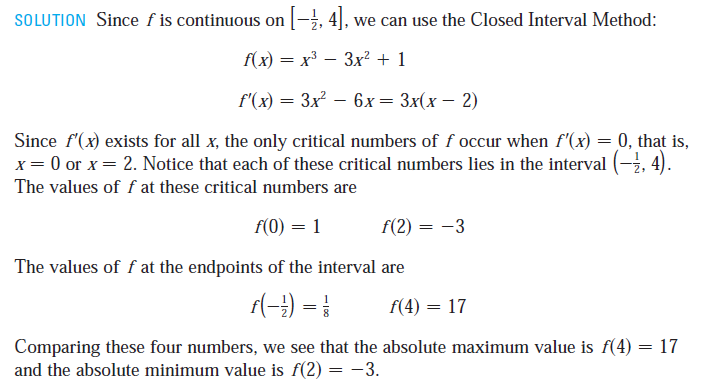 SOLUTION Since f is continuous on [−1/2, 4], we can use the Closed Interval Method:
f(x) = x³ − 3x² + 1
f′(x) = 3x² − 6x = 3x(x − 2)
Since f′(x) exists for all x, the only critical numbers of f occur when f′(x) = 0, that is,
x = 0 or x = 2. Notice that each of these critical numbers lies in the interval (−1/2, 4).
The values of f at these critical numbers are
f(0) = 1 f(2) = −3
The values of f at the endpoints of the interval are
f(−1/2) = 1/8 f(4) = 17
Comparing these four numbers, we see that the absolute maximum value is f(4) = 17
and the absolute minimum value is f(2) = −3.